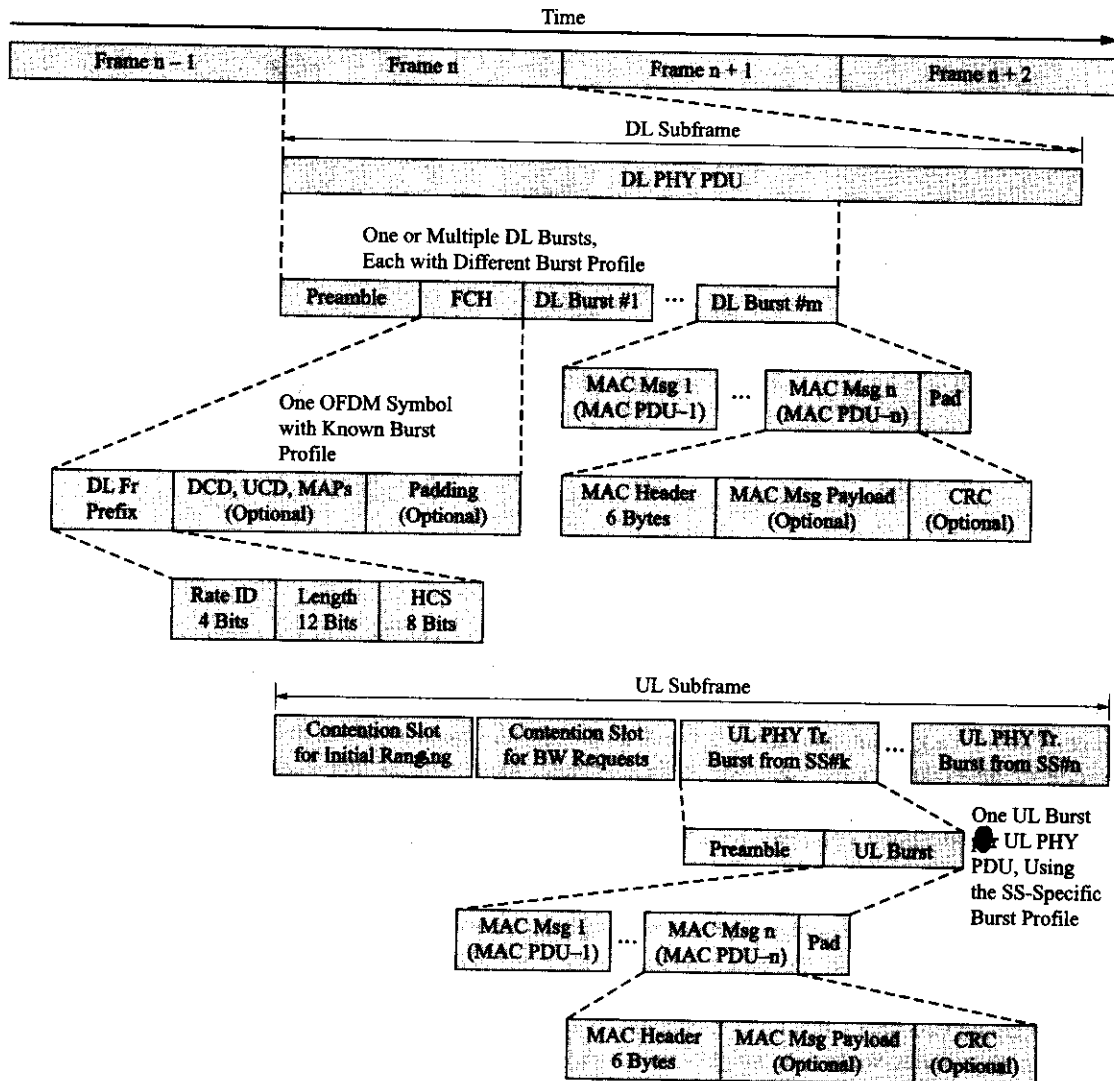 Time
Frame n – 1
Frame n
Frame n + 1
Frame n + 2
DL Subframe
DL PHY PDU
One or Multiple DL Bursts,
Each with Different Burst Profile
Preamble
FCH
DL Burst #1
...
DL Burst #m
MAC Msg 1
(MAC PDU–1)
...
MAC Msg n
(MAC PDU–n)
Pad
One OFDM Symbol
with Known Burst
Profile
DL Fr
Prefix
DCD, UCD, MAPs
(Optional)
Padding
(Optional)
MAC Header
6 Bytes
MAC Msg Payload
(Optional)
CRC
(Optional)
Rate ID
4 Bits
Length
12 Bits
HCS
8 Bits
UL Subframe
Contention Slot
for Initial Ranging
Contention Slot
for BW Requests
UL PHY Tr.
Burst from SS#k
...
UL PHY Tr.
Burst from SS#n
One UL Burst
UL PHY
PDU, Using
the SS-Specific
Burst Profile
Preamble
UL Burst
MAC Msg 1
(MAC PDU–1)
...
MAC Msg n
(MAC PDU–n)
Pad
MAC Header
6 Bytes
MAC Msg Payload
(Optional)
CRC
(Optional)